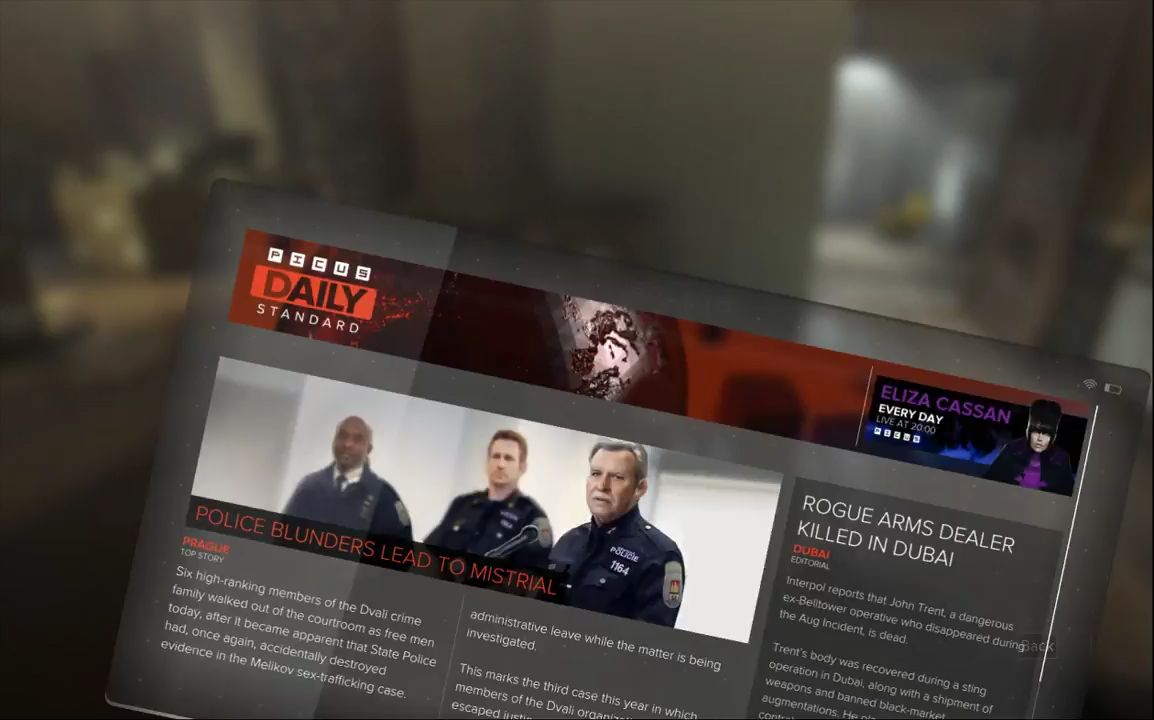 PICUS
DAILY
STANDARD
ELIZA CASSAN
EVERY DAY
LIVE AT 20:00
PICUS
POLICIE
1164
POLICE BLUNDERS LEAD TO MISTRIAL
PRAGUE
TOP STORY
Six high-ranking members of the Dvali crime
family walked out of the courtroom as free men
today, after it became apparent that State Police
had, once again, accidentally destroyed
evidence in the Melikov sex-trafficking case.
administrative leave while the matter is being
investigated.
This marks the third case this year in which
members of the Dvali
escaped
ROGUE ARMS DEALER
KILLED IN DUBAI
DUBAI
EDITORIAL
Interpol reports that John Trent, a dangerous
ex-Belltower operative who disappeared during
the Aug Incident, is dead.
Trent's body was recovered during a sting
operation in Dubai, along with a shipment of
weapons and banned black-market
augmentations. He
Back